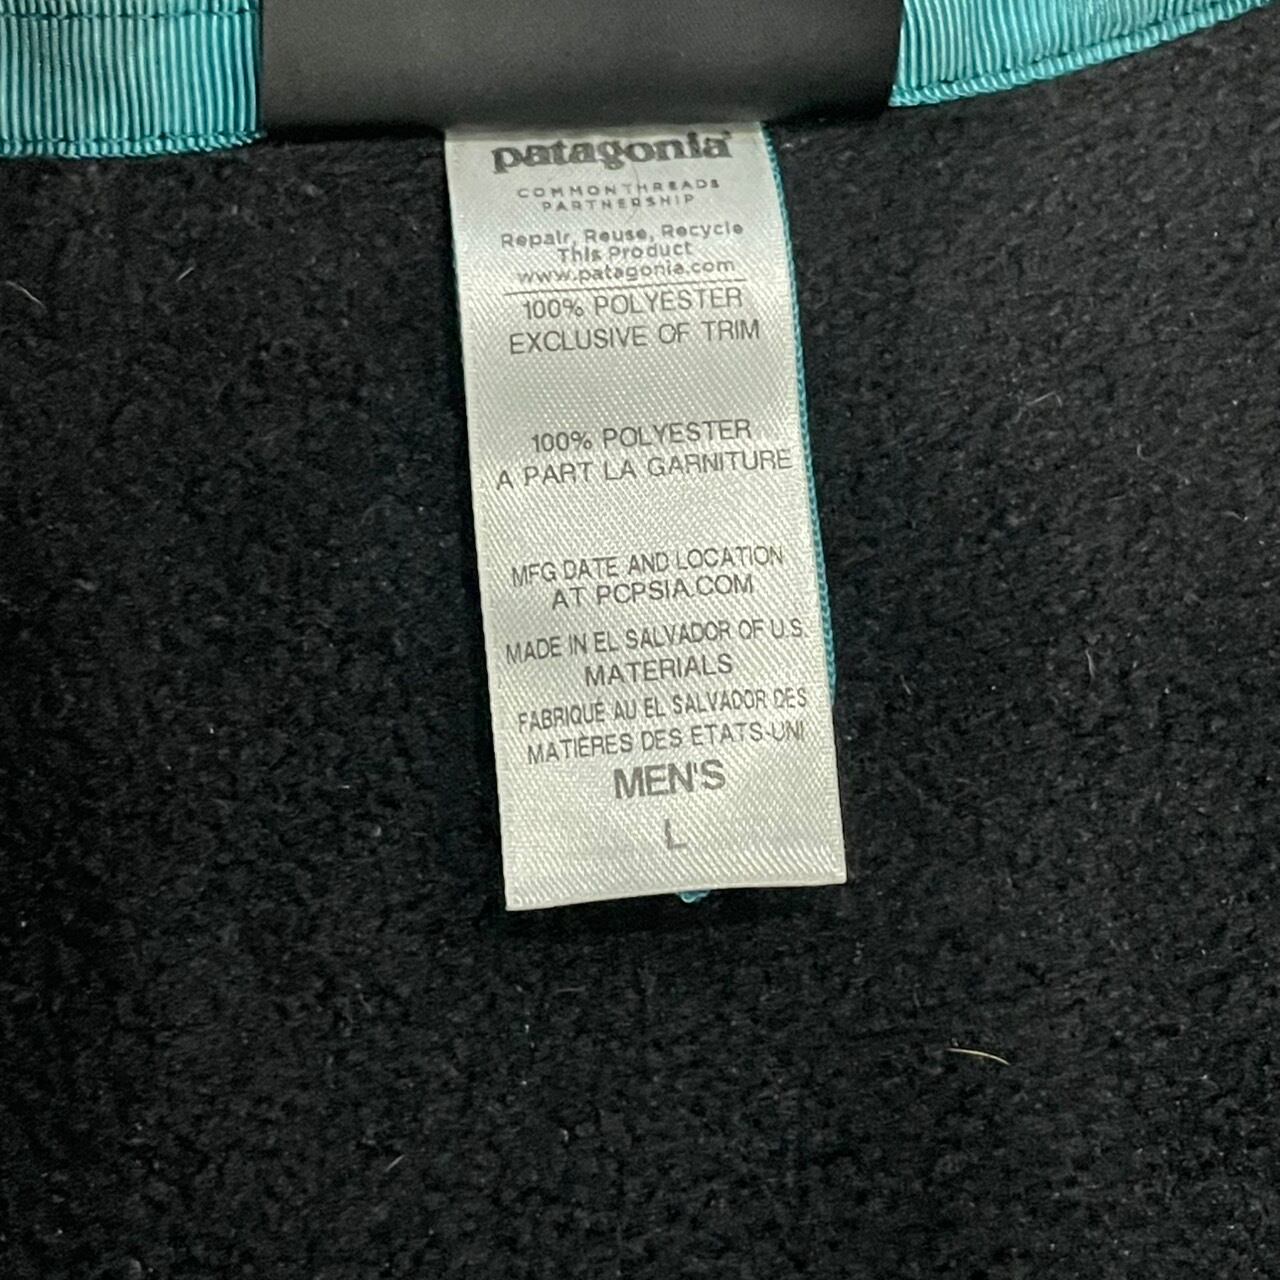 patagonia
COMMON THREADS
PARTNERSHIP
Repair, Reuse, Recycle
This Product
www.patagonia.com
100% POLYESTER
EXCLUSIVE OF TRIM
100% POLYESTER
A PART LA GARNITURE
MFG DATE AND LOCATION
AT PCPSIA.COM
MADE IN EL SALVADOR OF U.S.
MATERIALS
FABRIQUÉ AU EL SALVADOR DES
MATIÈRES DES ETATS-UNI
MEN'S
L